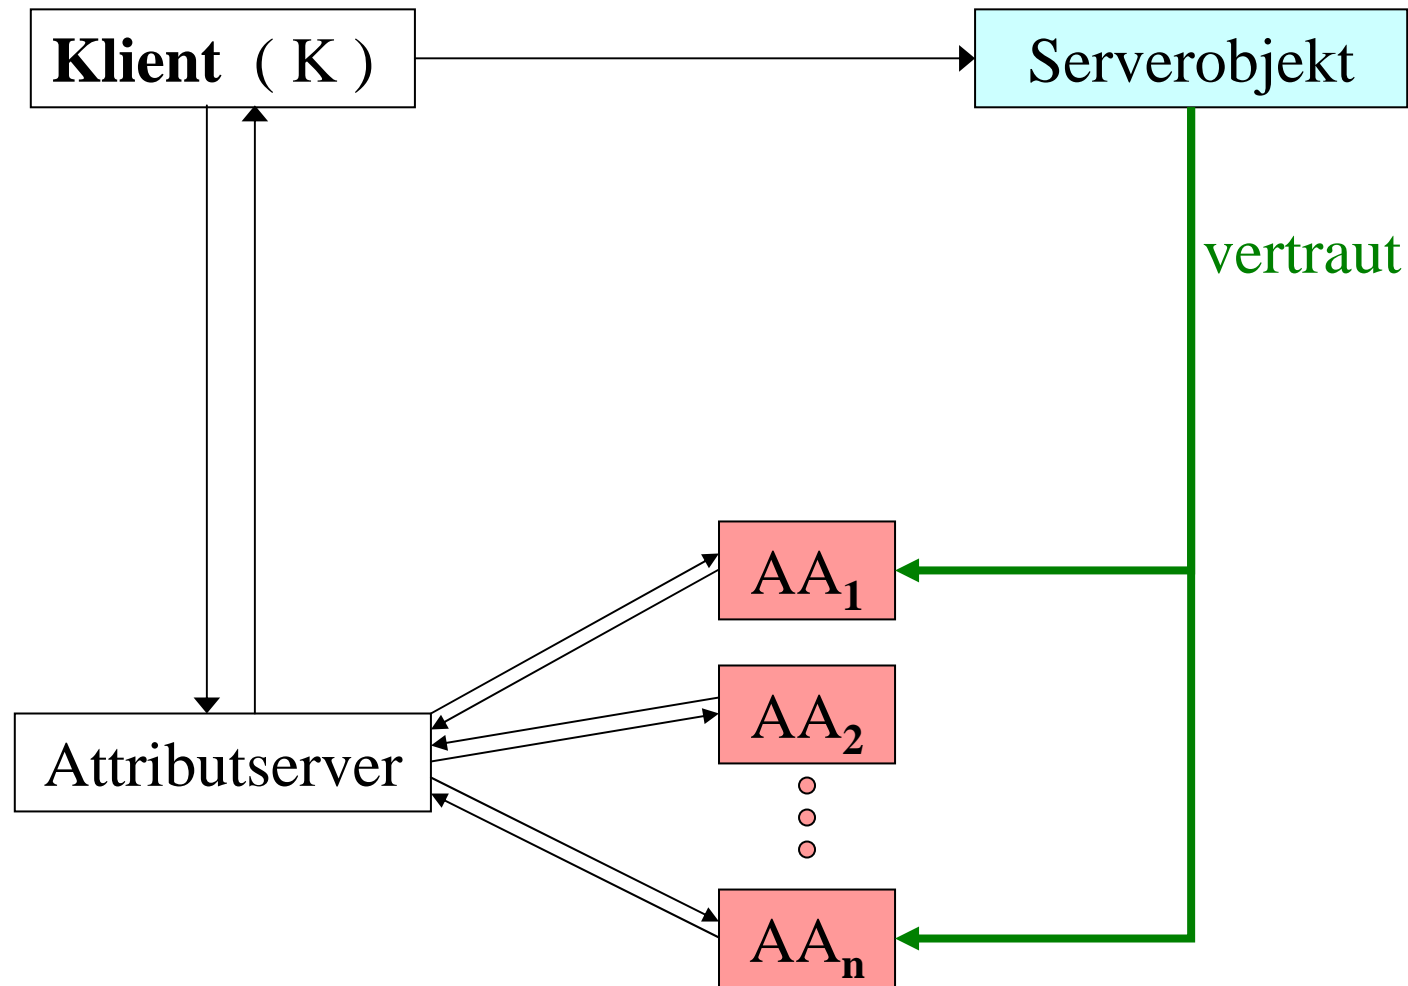 Klient ( K )
Serverobjekt
vertraut
AA1
AA2
Attributserver
AAn